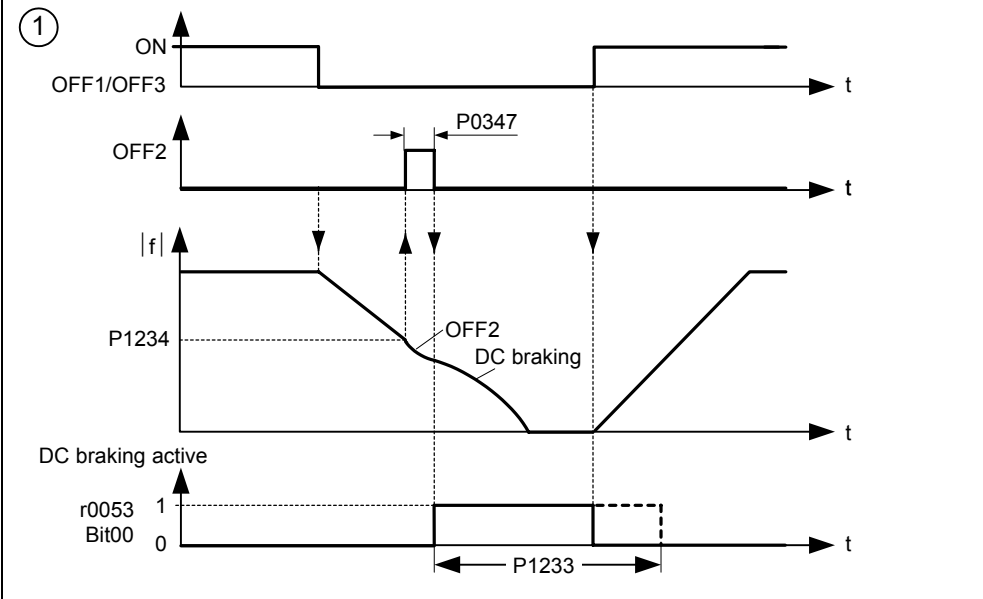 1
ON
OFF1/OFF3
t
P0347
OFF2
t
|f|
P1234
OFF2
DC braking
t
DC braking active
r0053
Bit00
1
0
t
P1233